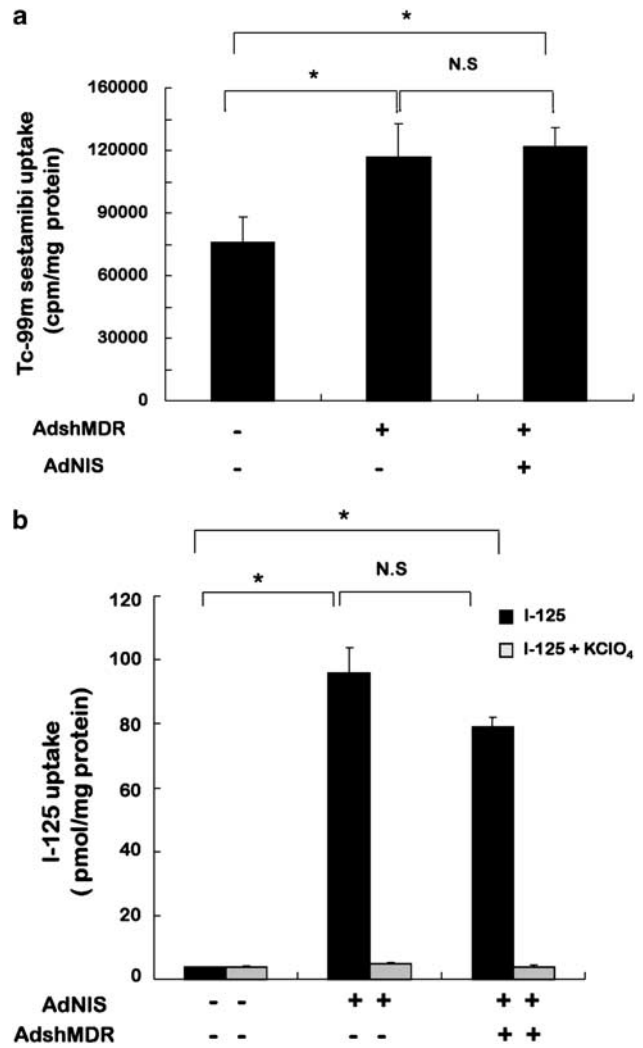 a
*
*
N.S
160000
120000
90000
60000
30000
0
Tc-99m sestamibi uptake
(cpm/mg protein)
AdshMDR - + +
AdNIS - - +
b
*
*
N.S
120
100
80
60
40
20
0
I-125 uptake
( pmol/mg protein)
I-125
I-125 + KClO₄
AdNIS - - + + + +
AdshMDR - - - - + +